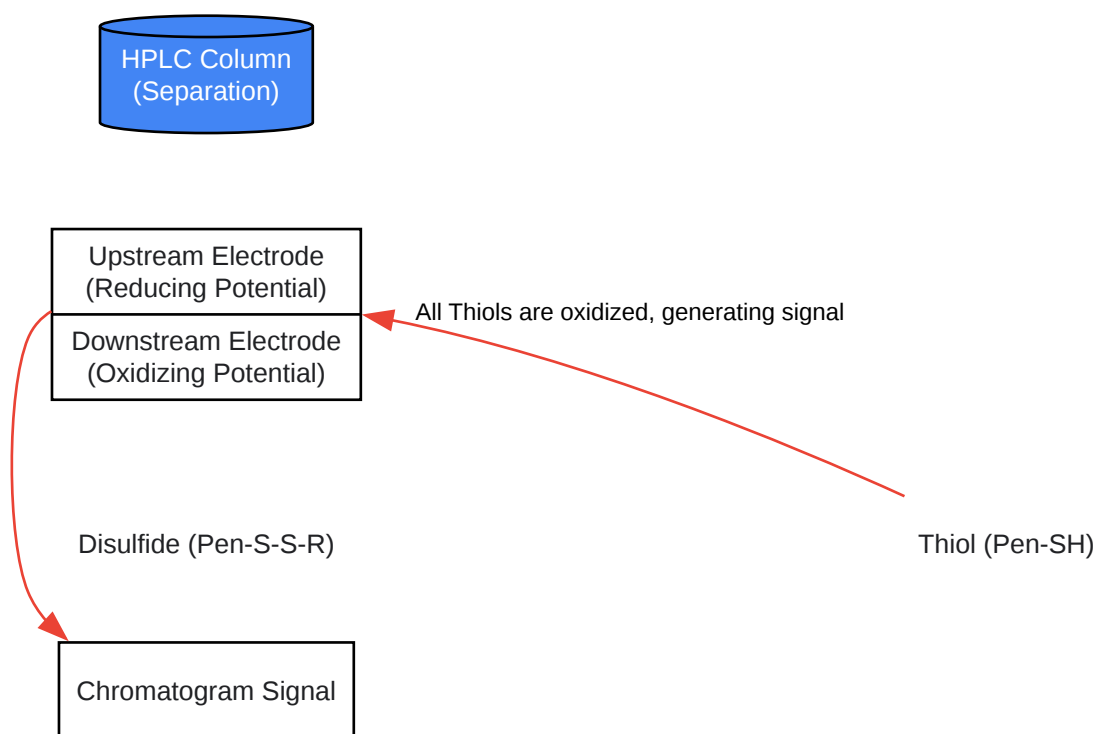 HPLC Column
(Separation)
Upstream Electrode
(Reducing Potential)
All Thiols are oxidized, generating signal
Downstream Electrode
(Oxidizing Potential)
Disulfide (Pen-S-S-R)
Thiol (Pen-SH)
Chromatogram Signal